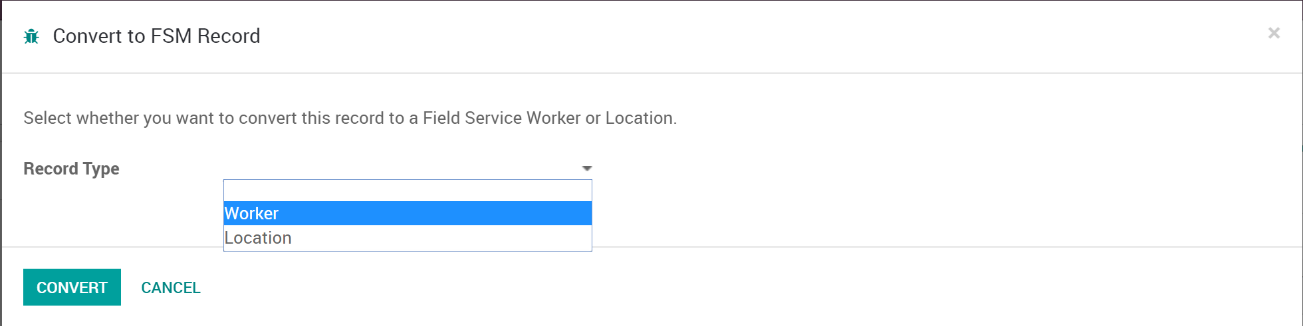 Convert to FSM Record
×
Select whether you want to convert this record to a Field Service Worker or Location.
Record Type
Worker
Location
CONVERT CANCEL